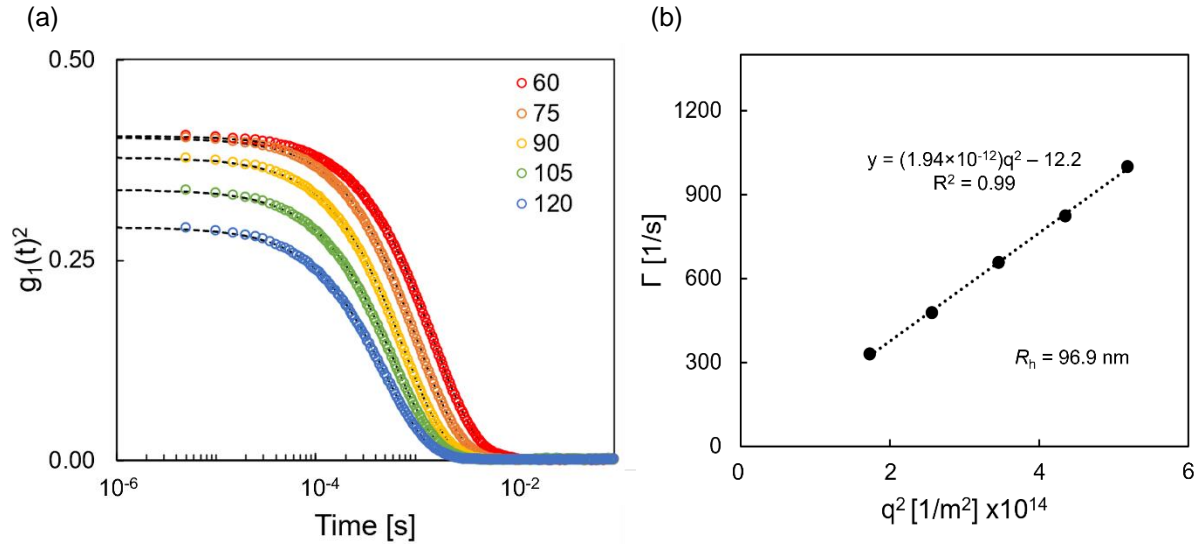 (a)
0.50
0.25
0.00
g₁(t)²
10⁻⁶
10⁻⁴
10⁻²
Time [s]
60
75
90
105
120
(b)
1200
900
600
300
0
Γ [1/s]
y = (1.94×10⁻¹²)q² – 12.2
R² = 0.99
Rₕ = 96.9 nm
0
2
4
6
q² [1/m²] x10¹⁴